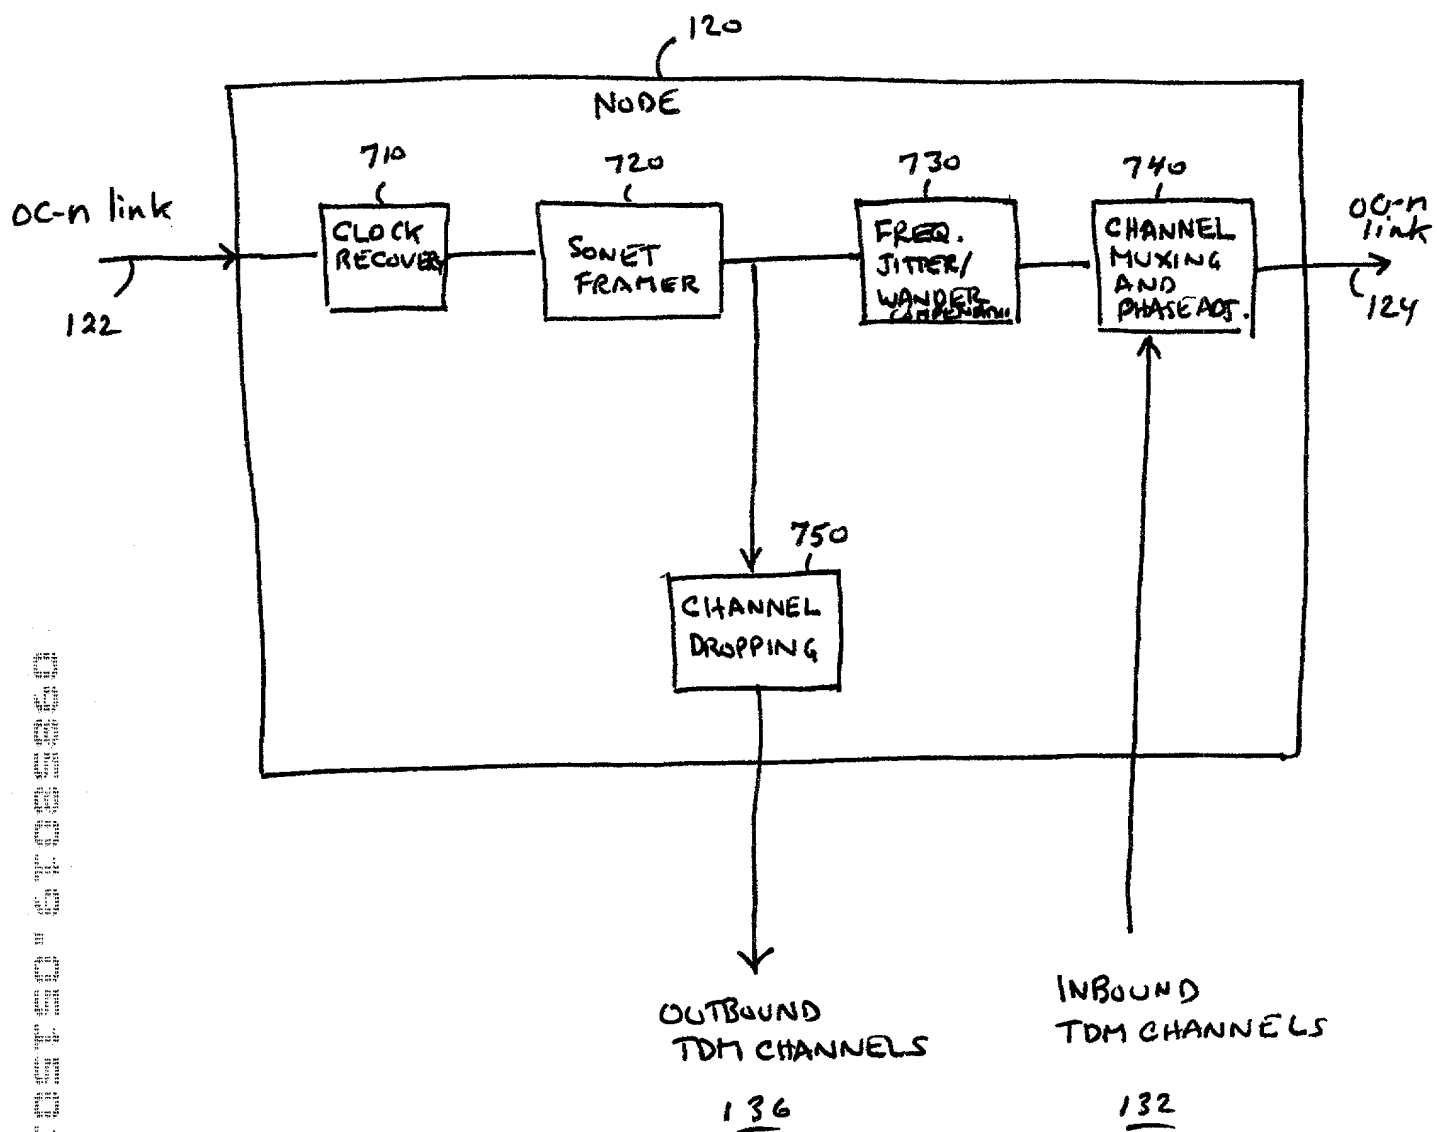 120
NODE
710
720
730
740
OC-n link
CLOCK
RECOVERY
SONET
FRAMER
FREQ.
JITTER/
WANDER
CHANNEL
MUXING
AND
PHASE ADJ.
OC-n
link
122
124
750
CHANNEL
DROPPING
OUTBOUND
TDM CHANNELS
136
INBOUND
TDM CHANNELS
132